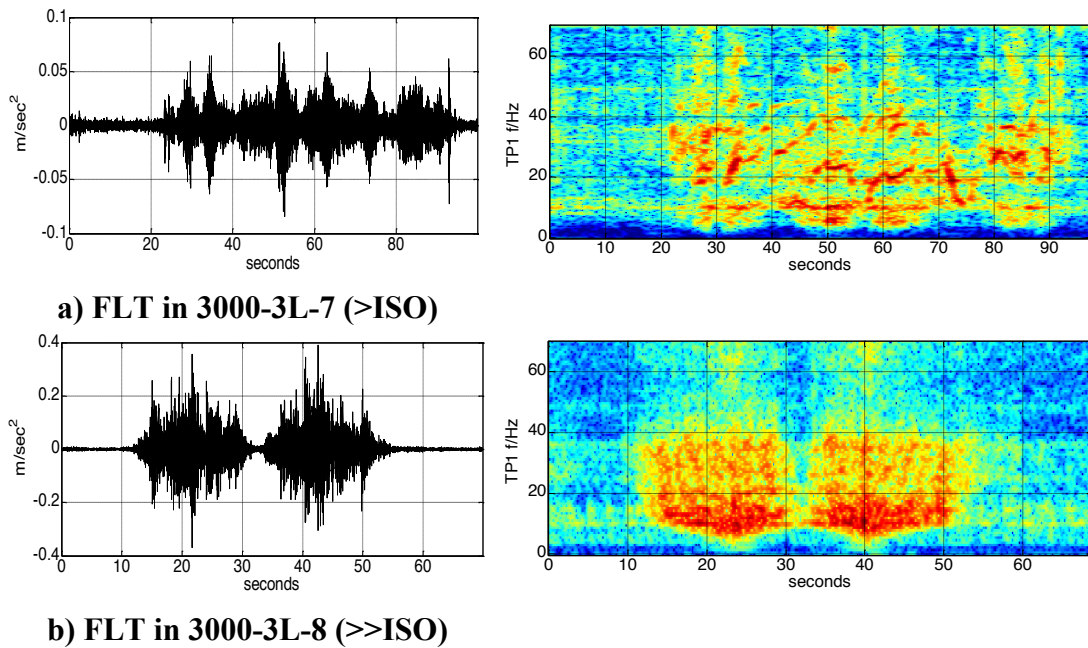 0.1
0.05
0
-0.05
-0.1
m/sec²
0 20 40 60 80
seconds
60
40
20
0
TP1 f/Hz
0 10 20 30 40 50 60 70 80 90
seconds
a) FLT in 3000-3L-7 (>ISO)
0.4
0.2
0
-0.2
-0.4
m/sec²
0 10 20 30 40 50 60
seconds
60
40
20
0
TP1 f/Hz
0 10 20 30 40 50 60
seconds
b) FLT in 3000-3L-8 (>>ISO)